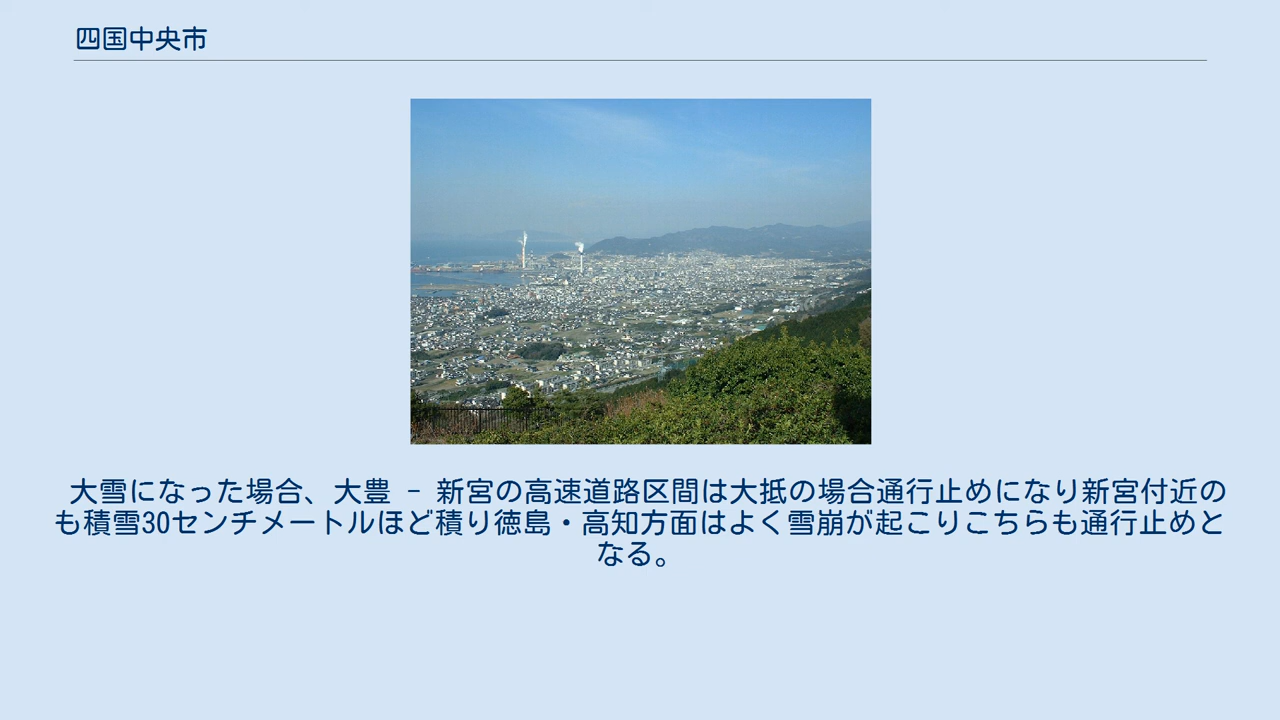 四国中央市
大雪になった場合、大豊 - 新宮の高速道路区間は大抵の場合通行止めになり新宮付近の
も積雪30センチメートルほど積り徳島・高知方面はよく雪崩が起こりこちらも通行止めと
なる。